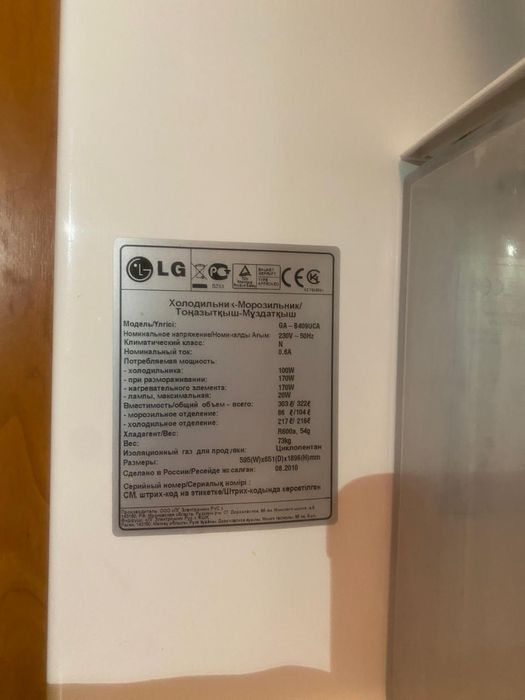 LG
Холодильник-Морозильник/
Тоңазытқыш-Мұздатқыш
Модель/Үлгісі: GA - B409UCA
Номинальное напряжение/Номиналды Ағым: 230V ~ 50Hz
Климатический класс: N
Номинальный ток: 0,6A
Потребляемая мощность:
- холодильника: 100W
- при размораживании: 170W
- нагревательного элемента: 170W
- лампы, максимальная: 20W
Вместимость/общий объем - всего: 303ℓ/ 322ℓ
- морозильное отделение: 86 ℓ/104ℓ
- холодильное отделение: 217ℓ/ 218ℓ
Хладагент/Вес: R600a, 54g
Вес: 73kg
Изоляционый газ для продувки: Циклопентан
Размеры: 595(W)x651(D)x1896(H)mm
Сделано в России/Ресейде жасалған: 08.2010
Серийный номер/Сериалық нөмірі :
СМ. штрих-код на этикетке/Штрих-кодында көрсетілген